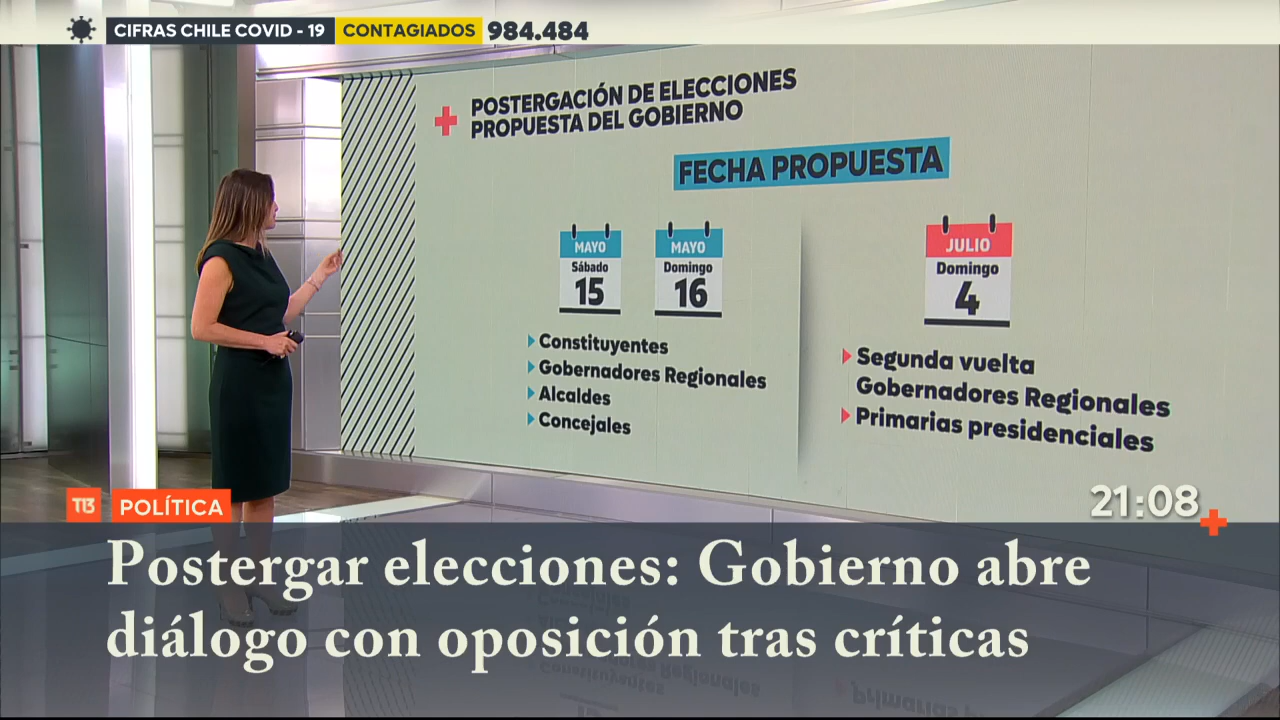 CIFRAS CHILE COVID - 19 CONTAGIADOS 984.484
POSTERGACIÓN DE ELECCIONES
PROPUESTA DEL GOBIERNO
FECHA PROPUESTA
MAYO
Sábado
15
MAYO
Domingo
16
Constituyentes
Gobernadores Regionales
Alcaldes
Concejales
JULIO
Domingo
4
Segunda vuelta
Gobernadores Regionales
Primarias presidenciales
21:08
T13 POLÍTICA
Postergar elecciones: Gobierno abre
diálogo con oposición tras críticas